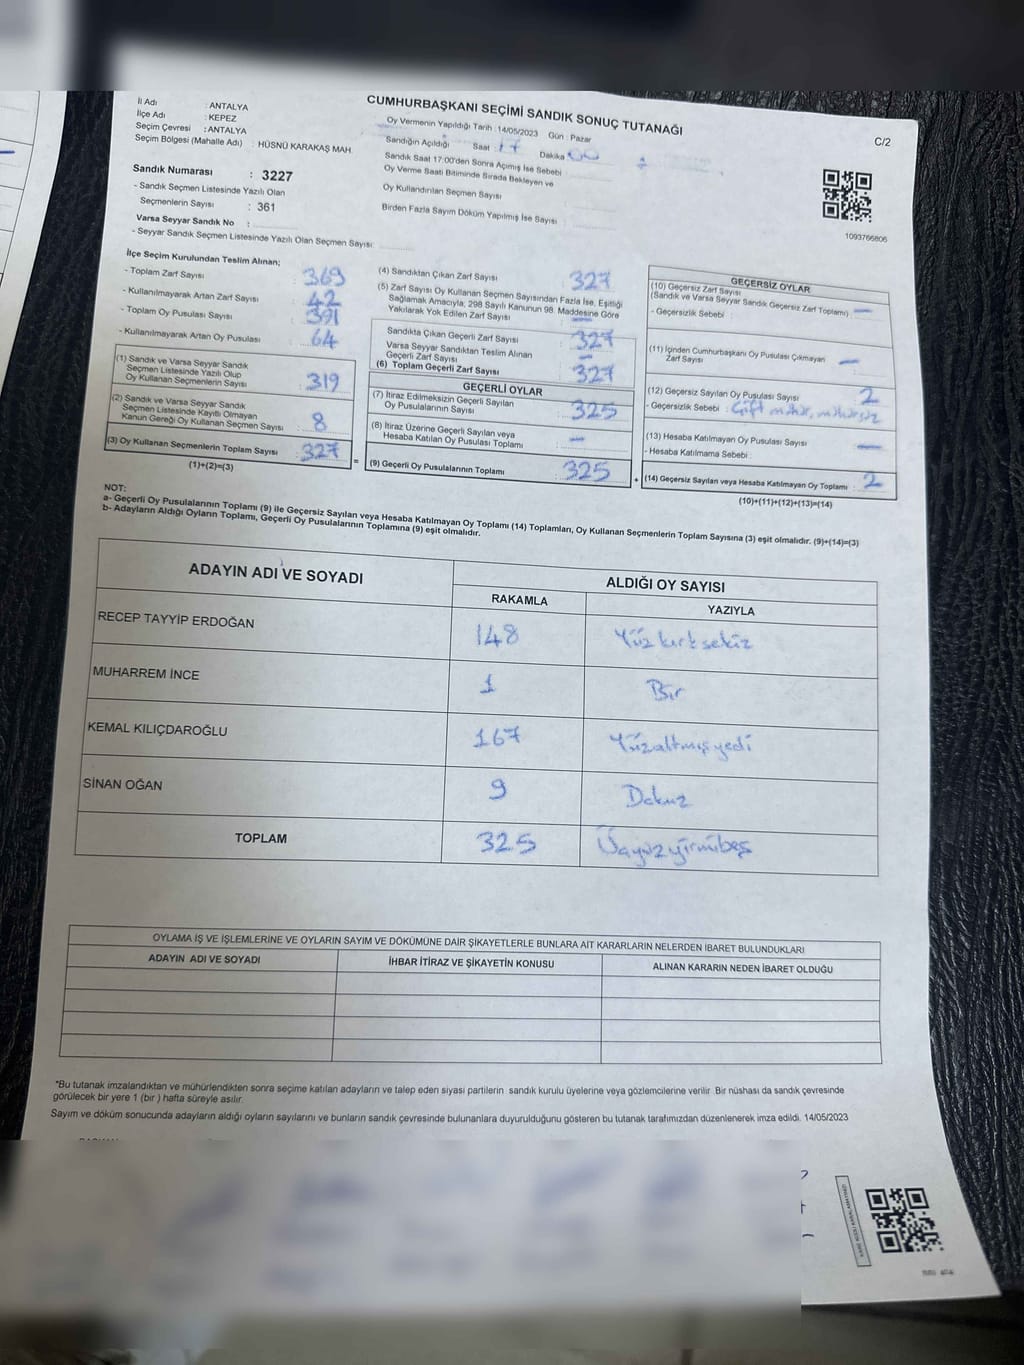 CUMHURBAŞKANI SEÇİMİ SANDIK SONUÇ TUTANAĞI
C/2
İl Adı : ANTALYA
İlçe Adı : KEPEZ
Seçim Çevresi : ANTALYA
Seçim Bölgesi (Mahalle Adı) : HÜSNÜ KARAKAŞ MAH.
Sandık Numarası : 3227
- Sandık Seçmen Listesinde Yazılı Olan
Seçmenlerin Sayısı : 361
Varsa Seyyar Sandık No :
- Seyyar Sandık Seçmen Listesinde Yazılı Olan Seçmen Sayısı:
Oy Vermenin Yapıldığı Tarih : 14/05/2023 Gün : Pazar
Sandığın Açıldığı Saat : 17 Dakika 00
Sandık Saat 17:00'den Sonra Açımış İse Sebebi
Oy Verme Saati Bitiminde Sırada Bekleyen ve
Oy Kullandırılan Seçmen Sayısı
Birden Fazla Sayım Döküm Yapılmış İse Sayısı
1093766806
İlçe Seçim Kurulundan Teslim Alınan;
- Toplam Zarf Sayısı : 369
- Kullanılmayarak Artan Zarf Sayısı : 42
- Toplam Oy Pusulası Sayısı : 391
- Kullanılmayarak Artan Oy Pusulası : 64
(1) Sandık ve Varsa Seyyar Sandık
Seçmen Listesinde Yazılı Olup
Oy Kullanan Seçmenlerin Sayısı : 319
(2) Sandık ve Varsa Seyyar Sandık
Seçmen Listesinde Kayıtlı Olmayan
Kanun Gereği Oy Kullanan Seçmen Sayısı : 8
(3) Oy Kullanan Seçmenlerin Toplam Sayısı : 327
(1)+(2)=(3)
=
(4) Sandıktan Çıkan Zarf Sayısı : 327
(5) Zarf Sayısı Oy Kullanan Seçmen Sayısından Fazla İse, Eşitliği
Sağlamak Amacıyla, 298 Sayılı Kanunun 98. Maddesine Göre
Yakılarak Yok Edilen Zarf Sayısı : —
Sandıkta Çıkan Geçerli Zarf Sayısı : 327
Varsa Seyyar Sandıktan Teslim Alınan
Geçerli Zarf Sayısı : —
(6) Toplam Geçerli Zarf Sayısı : 327
GEÇERLİ OYLAR
(7) İtiraz Edilmeksizin Geçerli Sayılan
Oy Pusulalarının Sayısı : 325
(8) İtiraz Üzerine Geçerli Sayılan veya
Hesaba Katılan Oy Pusulası Toplamı : —
(9) Geçerli Oy Pusulalarının Toplamı : 325
+
GEÇERSİZ OYLAR
(10) Geçersiz Zarf Sayısı
(Sandık ve Varsa Seyyar Sandık Geçersiz Zarf Toplamı) : —
- Geçersizlik Sebebi :
(11) İçinden Cumhurbaşkanı Oy Pusulası Çıkmayan
Zarf Sayısı : —
(12) Geçersiz Sayılan Oy Pusulası Sayısı : 2
- Geçersizlik Sebebi : Çift mühür, mühürsüz
(13) Hesaba Katılmayan Oy Pusulası Sayısı : —
- Hesaba Katılmama Sebebi :
(14) Geçersiz Sayılan veya Hesaba Katılmayan Oy Toplamı : 2
(10)+(11)+(12)+(13)=(14)
NOT:
a- Geçerli Oy Pusulalarının Toplamı (9) ile Geçersiz Sayılan veya Hesaba Katılmayan Oy Toplamı (14) Toplamları, Oy Kullanan Seçmenlerin Toplam Sayısına (3) eşit olmalıdır. (9)+(14)=(3)
b- Adayların Aldığı Oyların Toplamı, Geçerli Oy Pusulalarının Toplamına (9) eşit olmalıdır.
ADAYIN ADI VE SOYADI
ALDIĞI OY SAYISI
RAKAMLA YAZIYLA
RECEP TAYYİP ERDOĞAN 148 Yüz kırk sekiz
MUHARREM İNCE 1 Bir
KEMAL KILIÇDAROĞLU 167 Yüzaltmışyedi
SİNAN OĞAN 9 Dokuz
TOPLAM 325 Üçyüzyirmibeş
OYLAMA İŞ VE İŞLEMLERİNE VE OYLARIN SAYIM VE DÖKÜMÜNE DAİR ŞİKAYETLERLE BUNLARA AİT KARARLARIN NELERDEN İBARET BULUNDUKLARI
ADAYIN ADI VE SOYADI İHBAR İTİRAZ VE ŞİKAYETİN KONUSU ALINAN KARARIN NEDEN İBARET OLDUĞU
*Bu tutanak imzalandıktan ve mühürlendikten sonra seçime katılan adayların ve talep eden siyasi partilerin sandık kurulu üyelerine veya gözlemcilerine verilir. Bir nüshası da sandık çevresinde
görülecek bir yere 1 (bir ) hafta süreyle asılır.
Sayım ve döküm sonucunda adayların aldığı oyların sayılarını ve bunların sandık çevresinde bulunanlara duyurulduğunu gösteren bu tutanak tarafımızdan düzenlenerek imza edildi. 14/05/2023